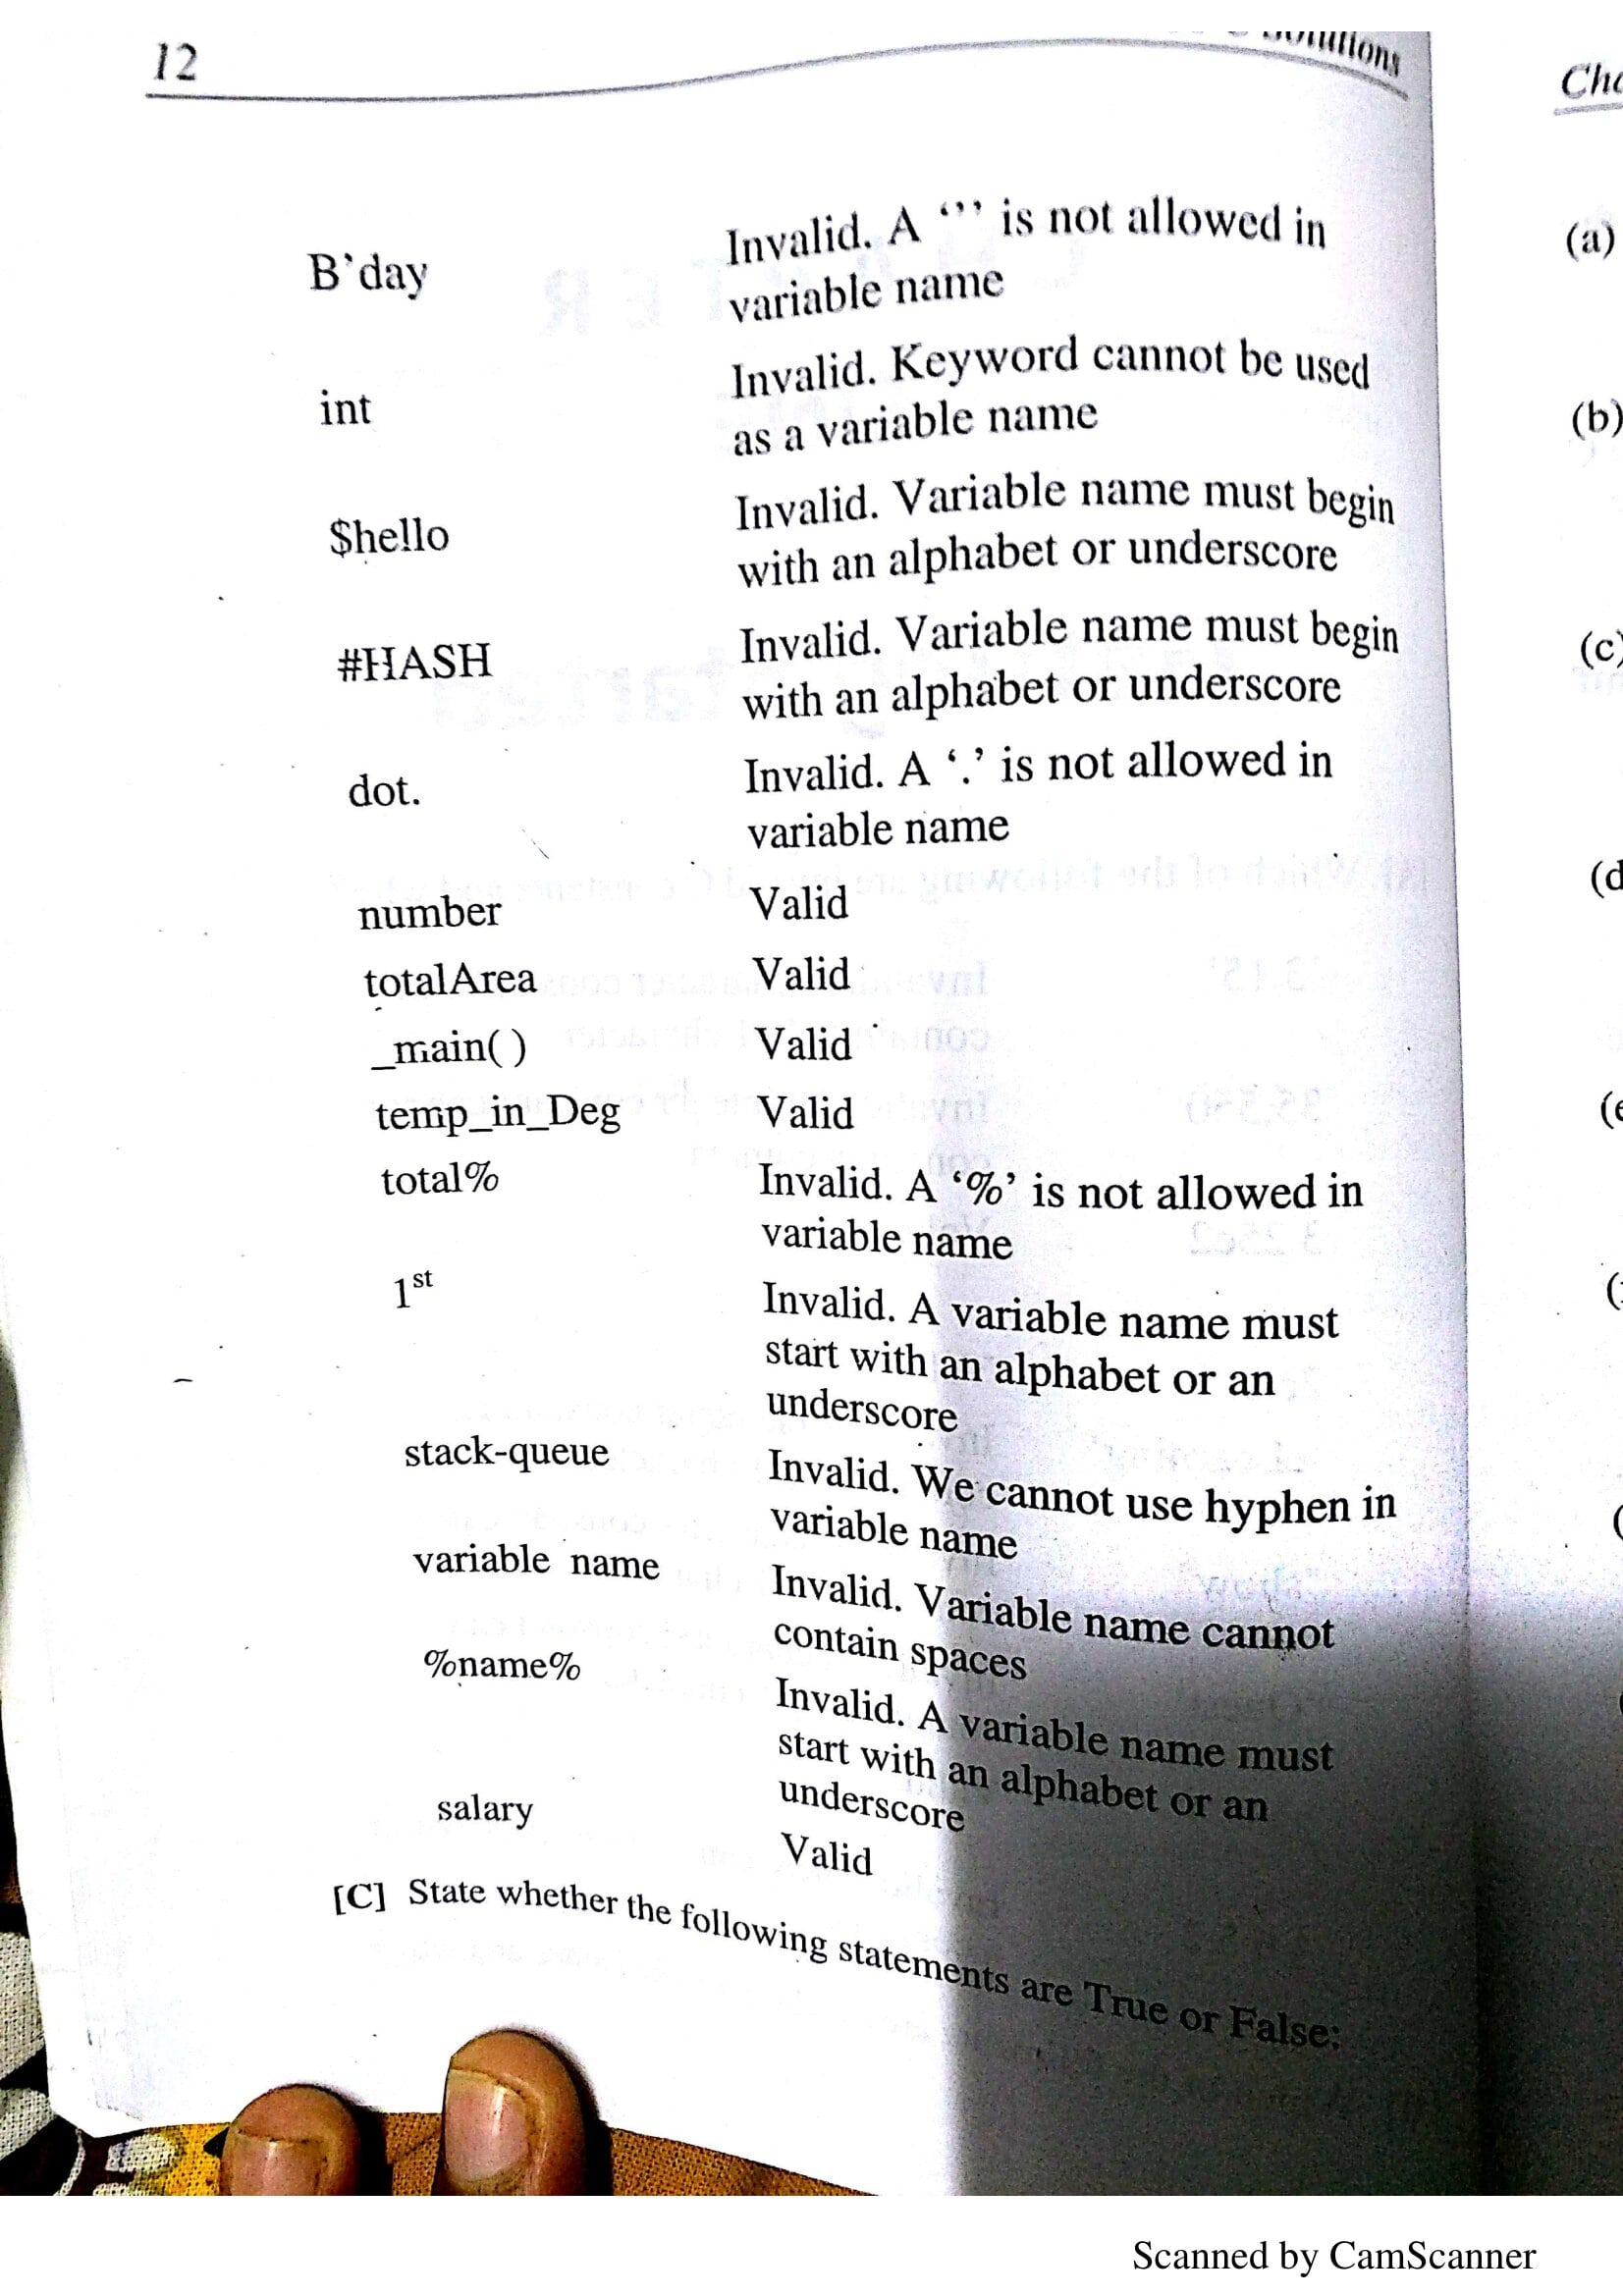 12
Solutions
B’day Invalid. A ‘’’ is not allowed in
variable name
int Invalid. Keyword cannot be used
as a variable name
$hello Invalid. Variable name must begin
with an alphabet or underscore
#HASH Invalid. Variable name must begin
with an alphabet or underscore
dot. Invalid. A ‘.’ is not allowed in
variable name
number Valid
totalArea Valid
_main( ) Valid
temp_in_Deg Valid
total% Invalid. A ‘%’ is not allowed in
variable name
1st Invalid. A variable name must
start with an alphabet or an
underscore
stack-queue Invalid. We cannot use hyphen in
variable name
variable name Invalid. Variable name cannot
contain spaces
%name% Invalid. A variable name must
start with an alphabet or an
underscore
salary Valid
[C] State whether the following statements are True or False:
(a)
(b)
(c)
Scanned by CamScanner